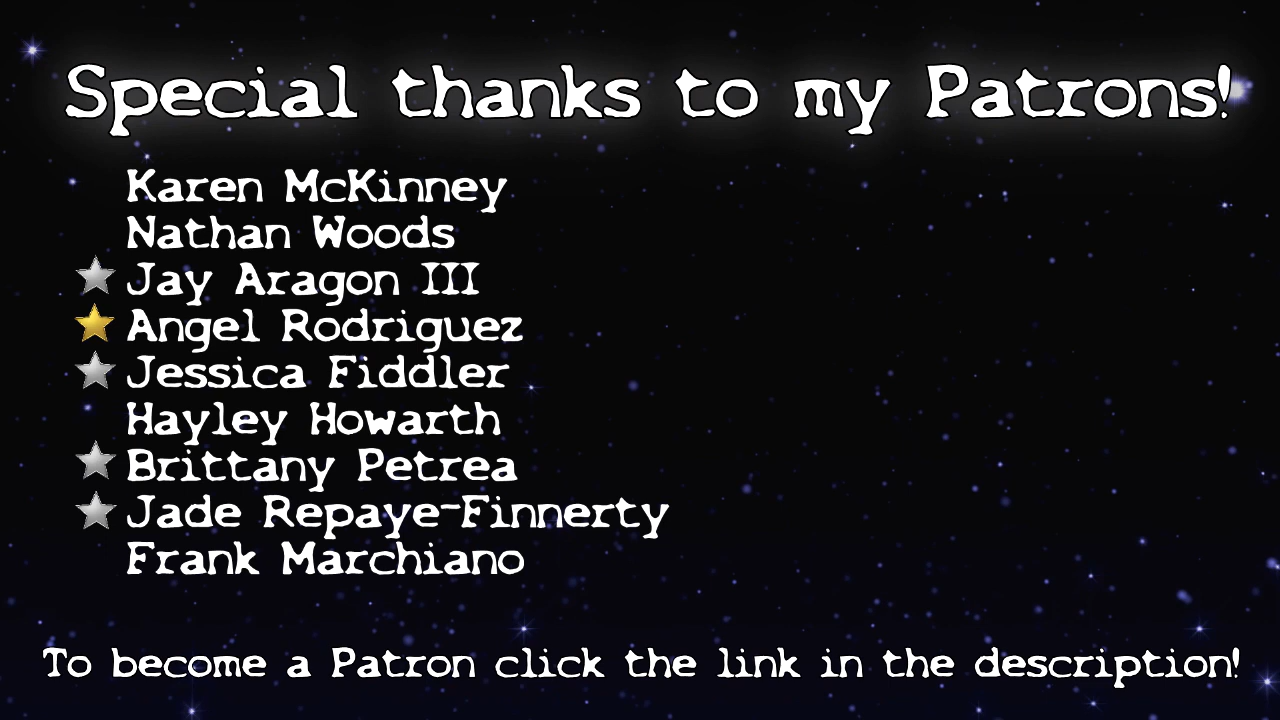 Special thanks to my Patrons!
Karen McKinney
Nathan Woods
Jay Aragon III
Angel Rodriguez
Jessica Fiddler
Hayley Howarth
Brittany Petrea
Jade Repaye-Finnerty
Frank Marchiano
To become a Patron click the link in the description!